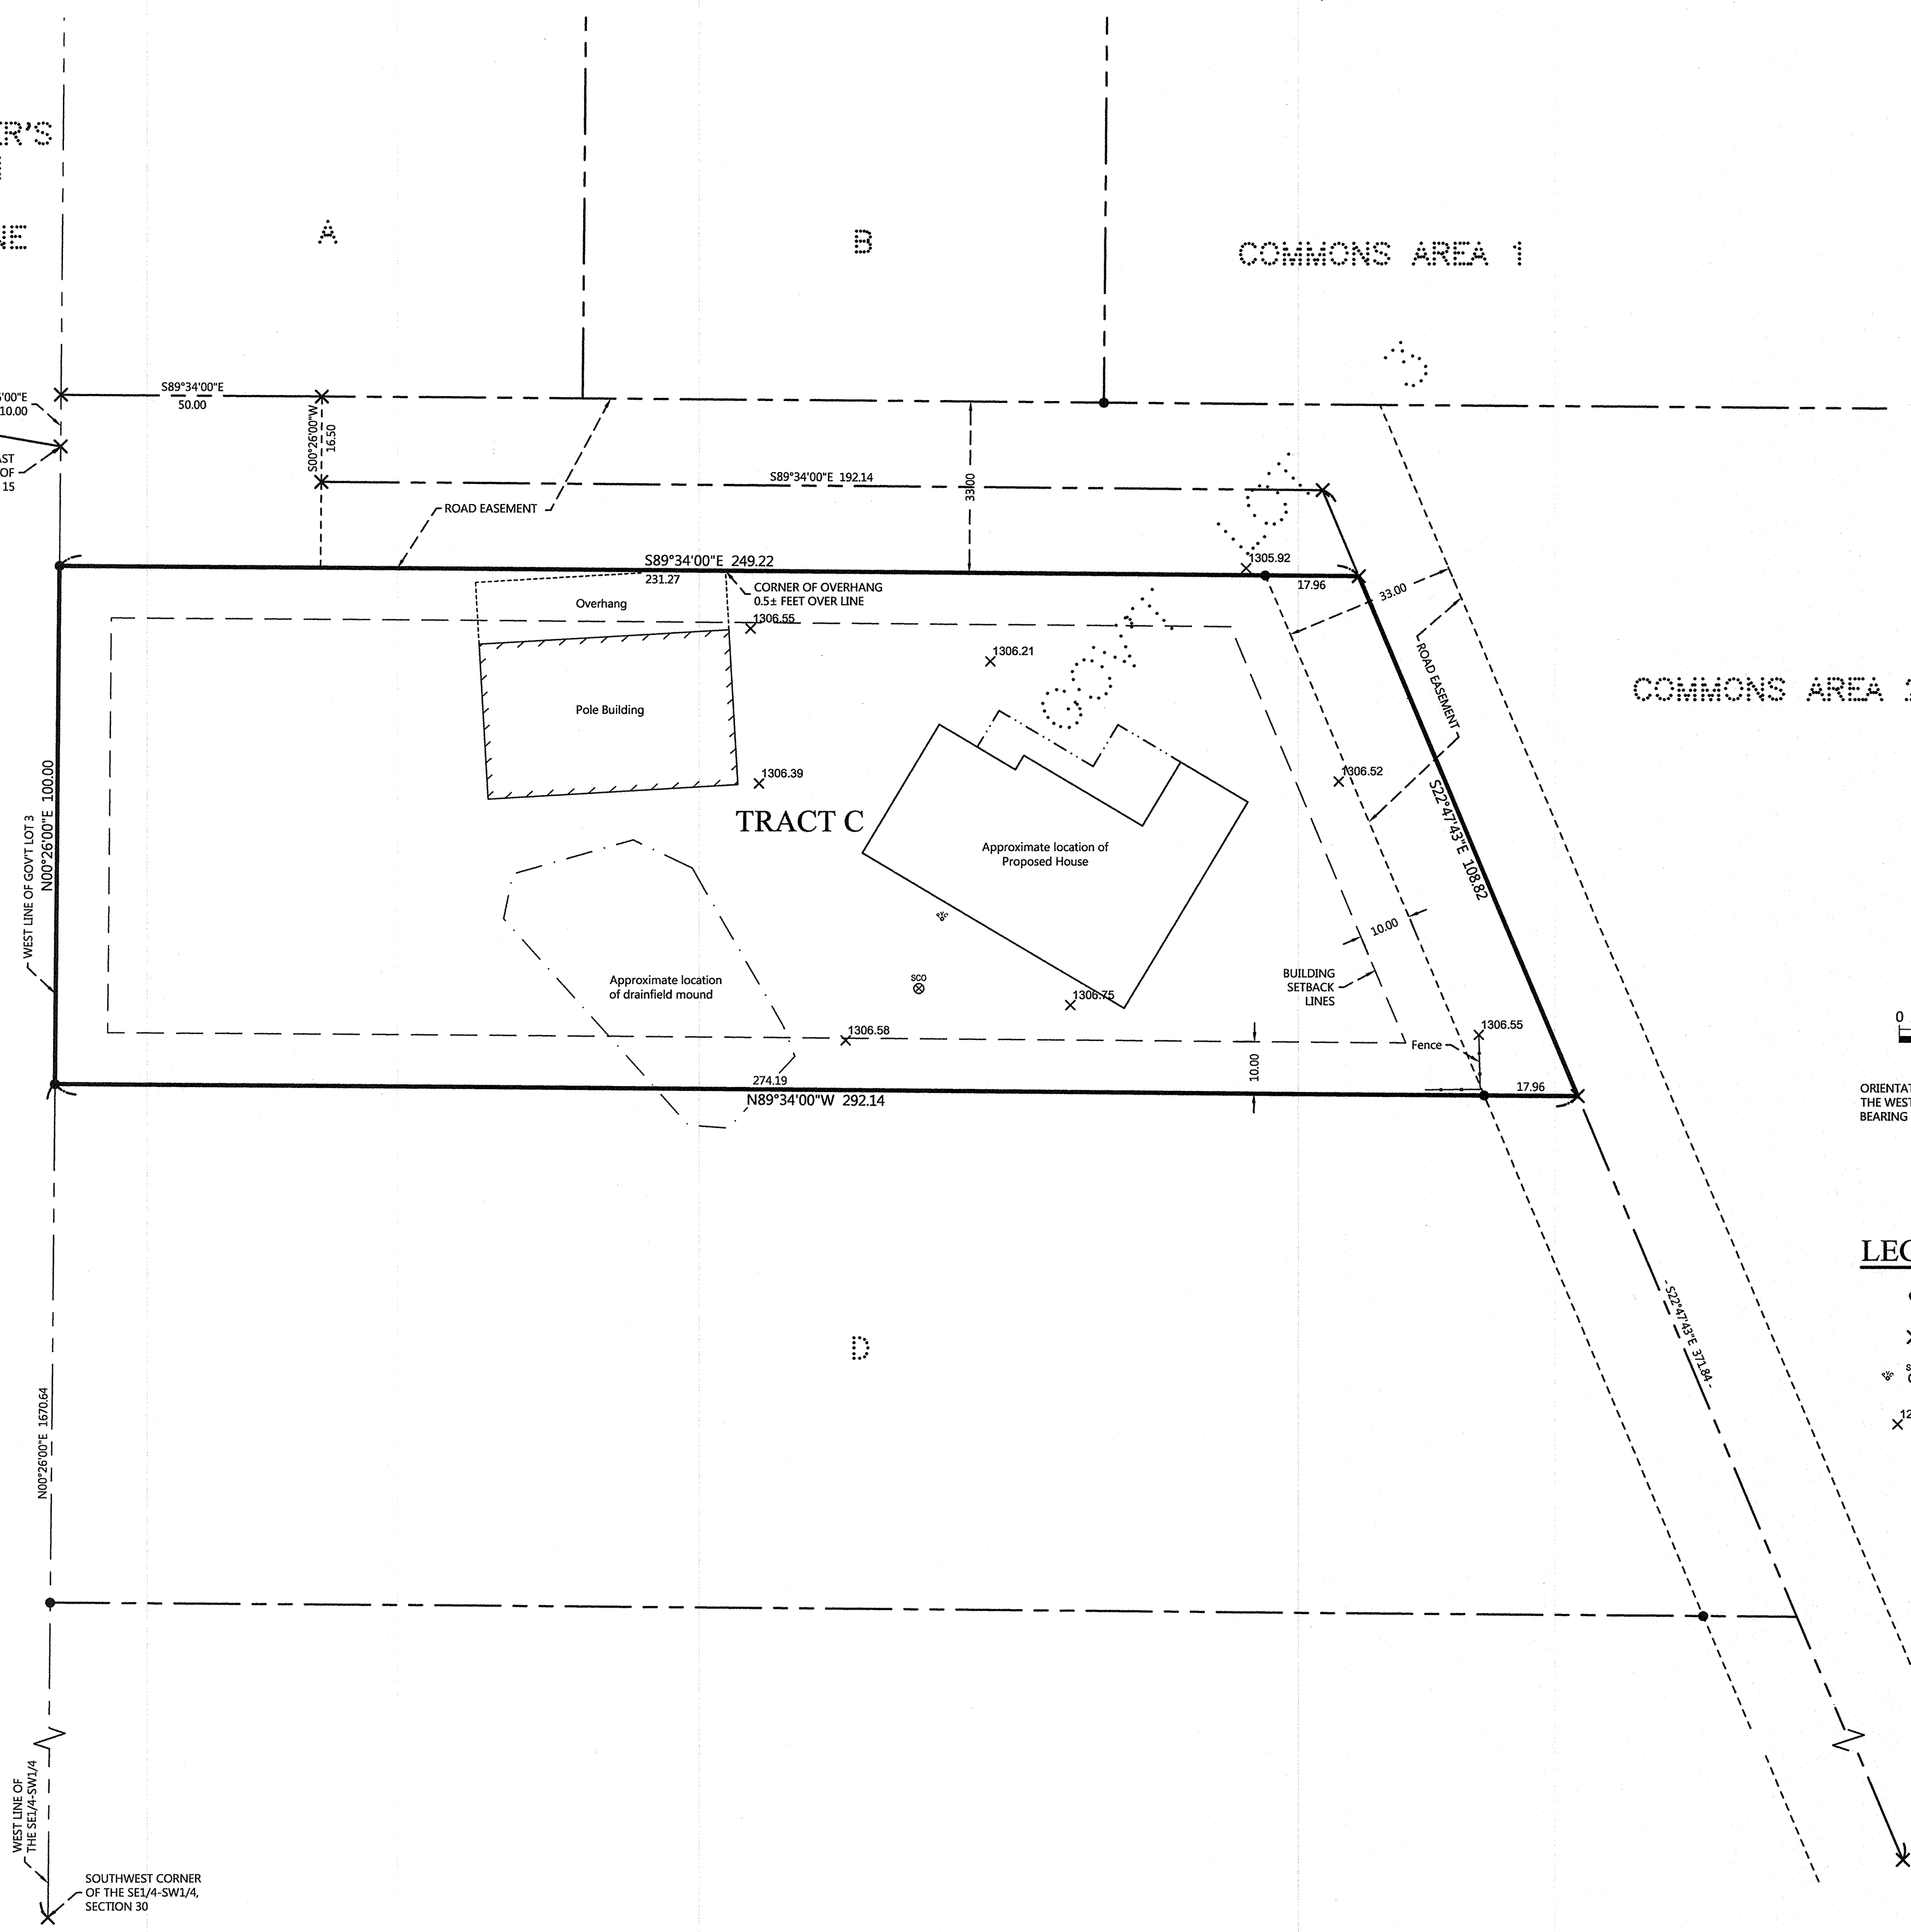 ER'S
NE
A
B
COMMONS AREA 1
S89°34'00"E
50.00
00"E
10.00
S00°26'00"W
16.50
OF
15
S89°34'00"E 192.14
33.00
ROAD EASEMENT
GOV'T LOT 3
S89°34'00"E 249.22
231.27
1305.92
17.96
33.00
CORNER OF OVERHANG
0.5± FEET OVER LINE
Overhang
1306.55
1306.21
ROAD EASEMENT
COMMONS AREA
Pole Building
1306.39
1306.52
TRACT C
S22°47'43"E 108.82
WEST LINE OF GOV'T LOT 3
N00°26'00"E 100.00
Approximate location of
Proposed House
PVC
10.00
Approximate location
of drainfield mound
SCO
BUILDING
SETBACK
LINES
1306.75
1306.58
1306.55
Fence
10.00
0
274.19
N89°34'00"W 292.14
17.96
ORIENTAT
THE WEST
BEARING
LEG
S22°47'43"E 371.84
D
PVC
S
12
N00°26'00"E 1670.64
WEST LINE OF
THE SE1/4-SW1/4
SOUTHWEST CORNER
OF THE SE1/4-SW1/4,
SECTION 30